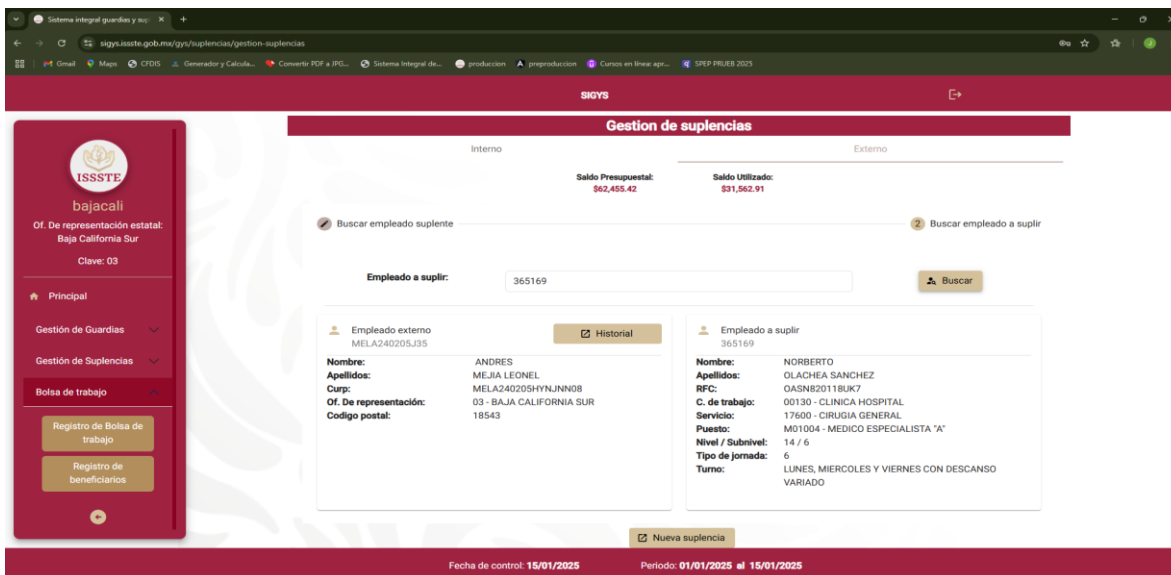 Sistema integral guardias y supl
sigys.issste.gob.mx/gys/suplencias/gestion-suplencias
Gmail Maps CFDIS Generador y Calcula... Convertir PDF a JPG... Sistema Integral de... produccion preproduccion Cursos en línea: apr... SPEP PRUEB 2025
SIGYS
ISSSTE
bajacali
Of. De representación estatal:
Baja California Sur
Clave: 03
Principal
Gestión de Guardias
Gestión de Suplencias
Bolsa de trabajo
Registro de Bolsa de
trabajo
Registro de
beneficiarios
Gestion de suplencias
Interno Externo
Saldo Presupuestal: Saldo Utilizado:
$62,455.42 $31,562.91
Buscar empleado suplente 2 Buscar empleado a suplir
Empleado a suplir: 365169 Buscar
Empleado externo Historial
MELA240205J35
Nombre: ANDRES
Apellidos: MEJIA LEONEL
Curp: MELA240205HYNJNN08
Of. De representación: 03 - BAJA CALIFORNIA SUR
Codigo postal: 18543
Empleado a suplir
365169
Nombre: NORBERTO
Apellidos: OLACHEA SANCHEZ
RFC: OASN820118UK7
C. de trabajo: 00130 - CLINICA HOSPITAL
Servicio: 17600 - CIRUGIA GENERAL
Puesto: M01004 - MEDICO ESPECIALISTA "A"
Nivel / Subnivel: 14 / 6
Tipo de jornada: 6
Turno: LUNES, MIERCOLES Y VIERNES CON DESCANSO
VARIADO
Nueva suplencia
Fecha de control: 15/01/2025 Periodo: 01/01/2025 al 15/01/2025